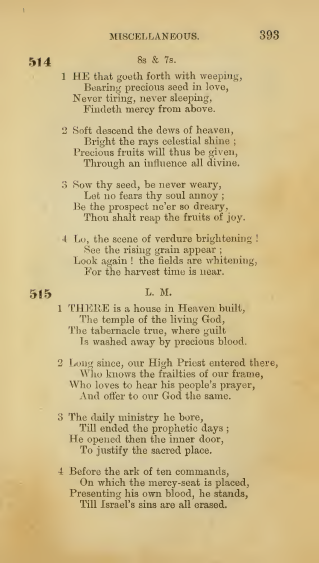 MISCELLANEOUS. 393
514 8s & 7s.
1 HE that goeth forth with weeping,
Bearing precious seed in love,
Never tiring, never sleeping,
Findeth mercy from above.
2 Soft descend the dews of heaven,
Bright the rays celestial shine ;
Precious fruits will thus be given,
Through an influence all divine.
3 Sow thy seed, be never weary,
Let no fears thy soul annoy ;
Be the prospect ne'er so dreary,
Thou shalt reap the fruits of joy.
4 Lo, the scene of verdure brightening !
See the rising grain appear ;
Look again ! the fields are whitening,
For the harvest time is near.
515 L. M.
1 THERE is a house in Heaven built,
The temple of the living God,
The tabernacle true, where guilt
Is washed away by precious blood.
2 Long since, our High Priest entered there,
Who knows the frailties of our frame,
Who loves to hear his people's prayer,
And offer to our God the same.
3 The daily ministry he bore,
Till ended the prophetic days ;
He opened then the inner door,
To justify the sacred place.
4 Before the ark of ten commands,
On which the mercy-seat is placed,
Presenting his own blood, he stands,
Till Israel's sins are all erased.